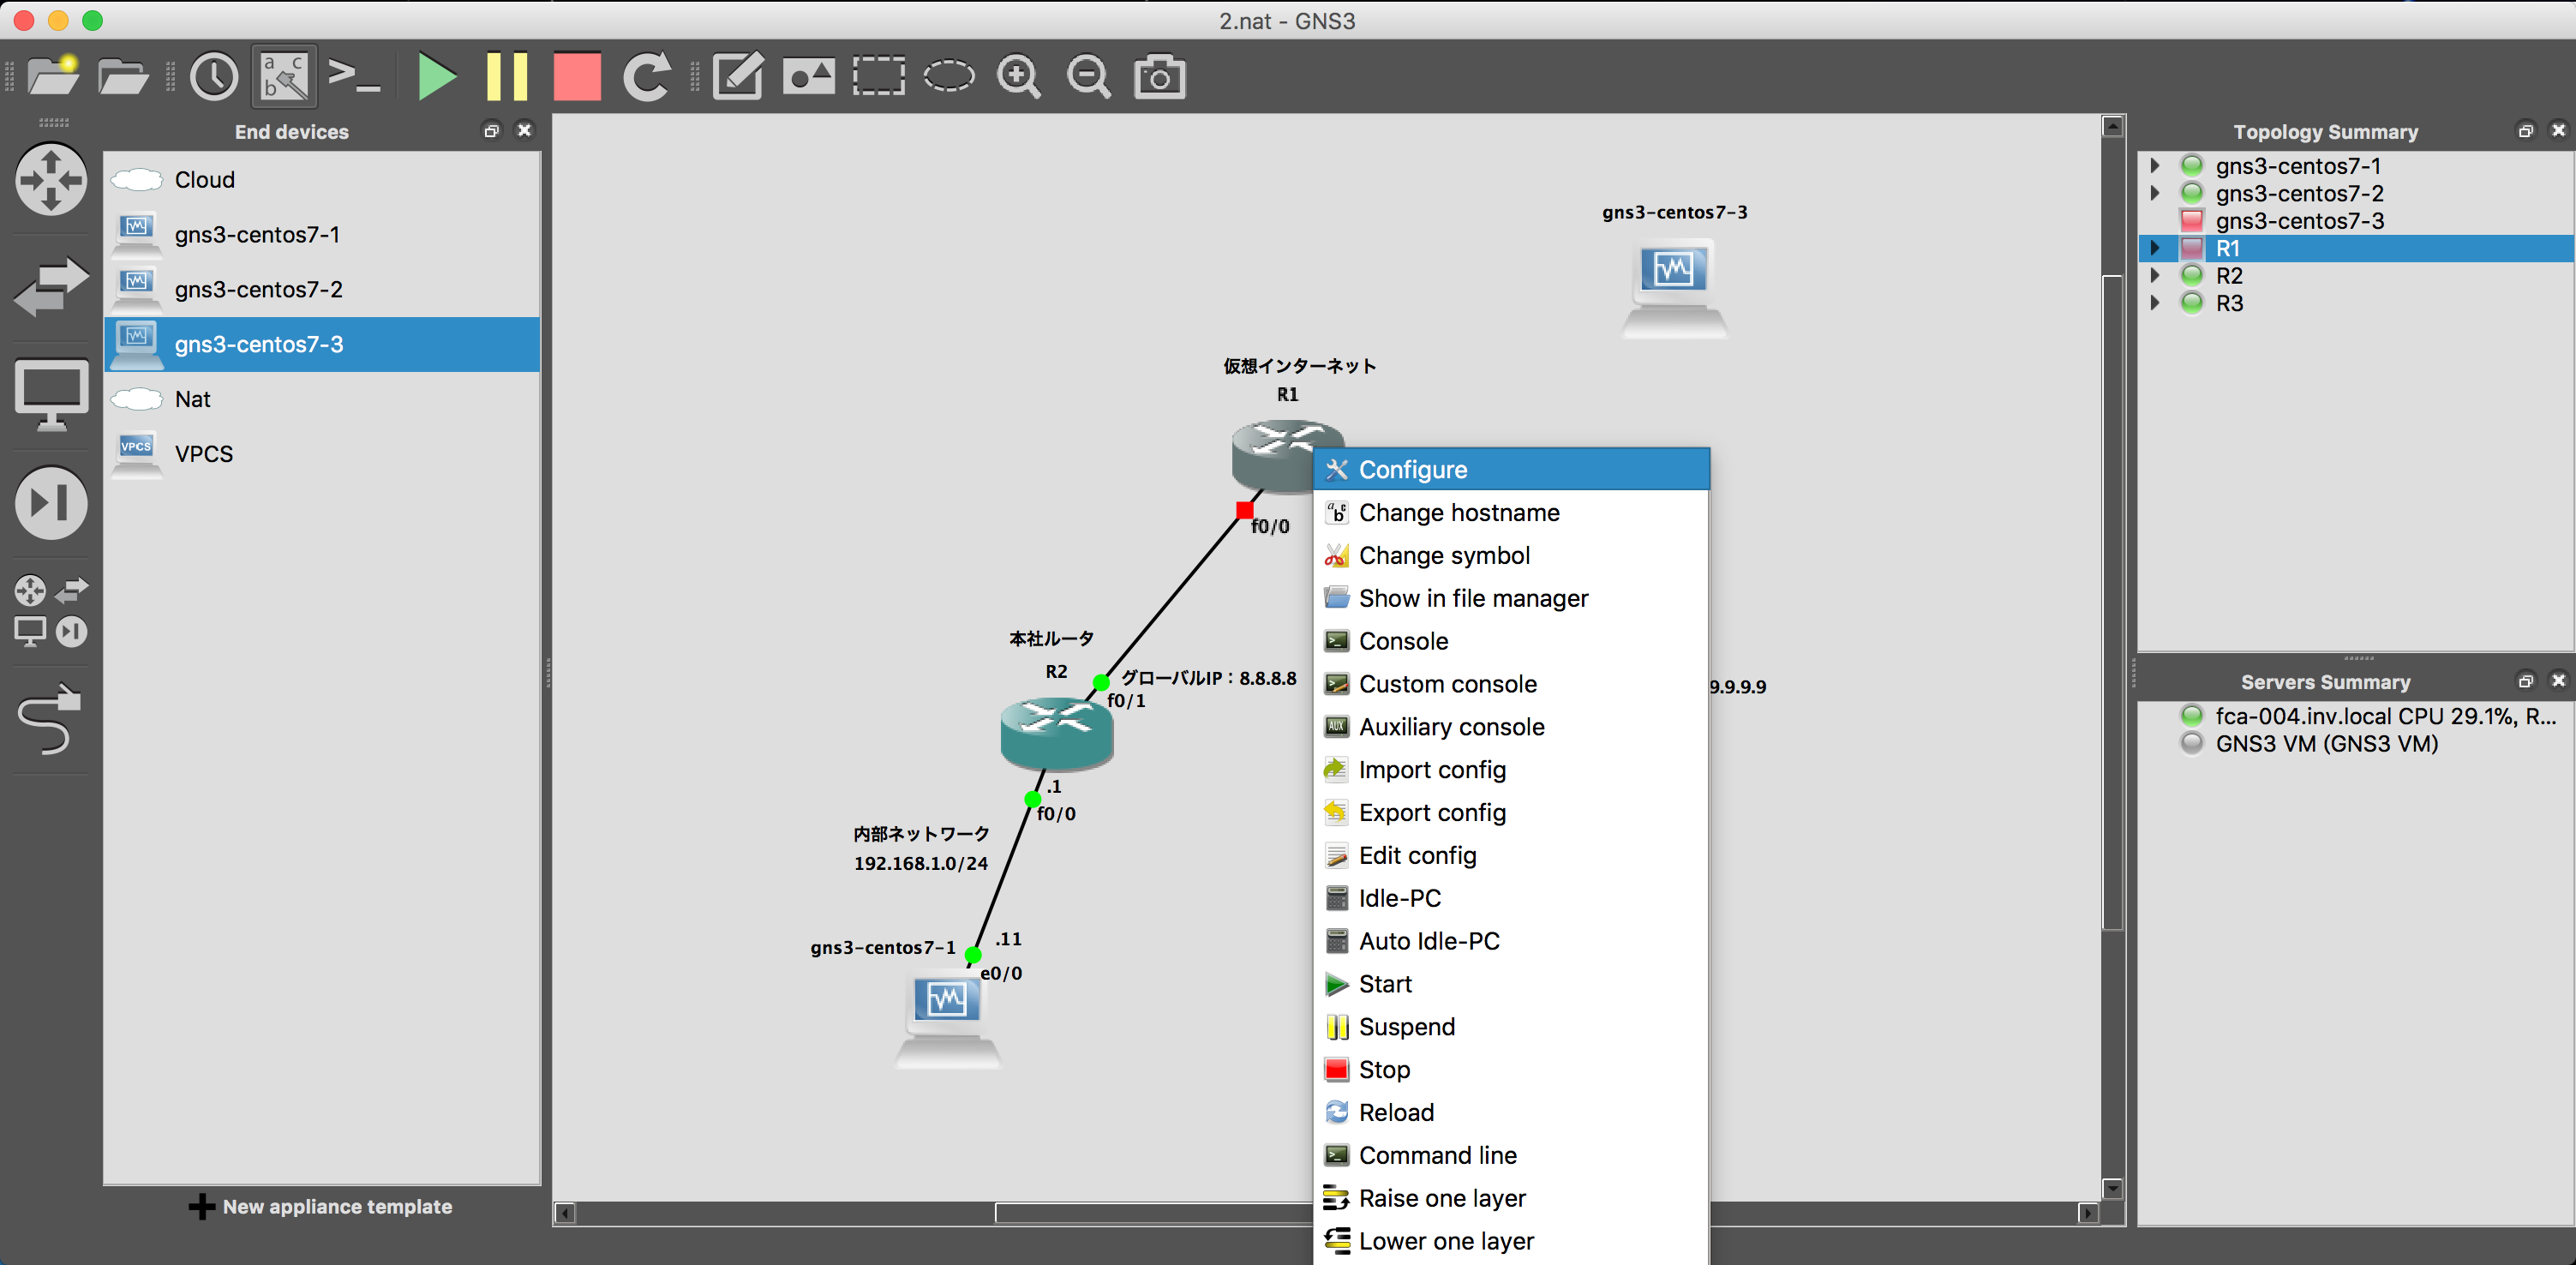 2.nat - GNS3
End devices
Cloud
gns3-centos7-1
gns3-centos7-2
gns3-centos7-3
Nat
VPCS
VPCS
New appliance template
gns3-centos7-3
仮想インターネット
R1
f0/0
本社ルータ
R2
グローバルIP：8.8.8.8
f0/1
9.9.9.9
.1
f0/0
内部ネットワーク
192.168.1.0/24
gns3-centos7-1
.11
e0/0
Configure
Change hostname
Change symbol
Show in file manager
Console
Custom console
AUX
Auxiliary console
Import config
Export config
Edit config
Idle-PC
Auto Idle-PC
Start
Suspend
Stop
Reload
Command line
Raise one layer
Lower one layer
Topology Summary
gns3-centos7-1
gns3-centos7-2
gns3-centos7-3
R1
R2
R3
Servers Summary
fca-004.inv.local CPU 29.1%, R...
GNS3 VM (GNS3 VM)